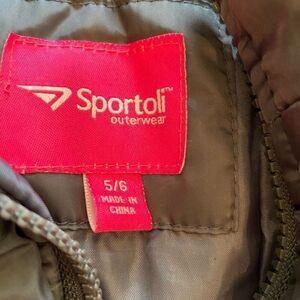 Sportoli™
outerwear
5/6
MADE IN
CHINA